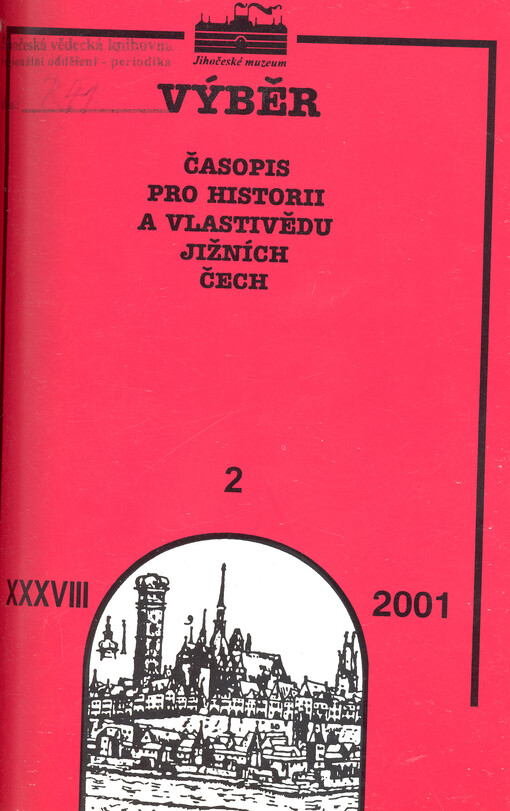 Jihočeská vědecká knihovna
oddělení - periodika
Jihočeské muzeum
VÝBĚR
ČASOPIS
PRO HISTORII
A VLASTIVĚDU
JIŽNÍCH
ČECH
2
XXXVIII
2001